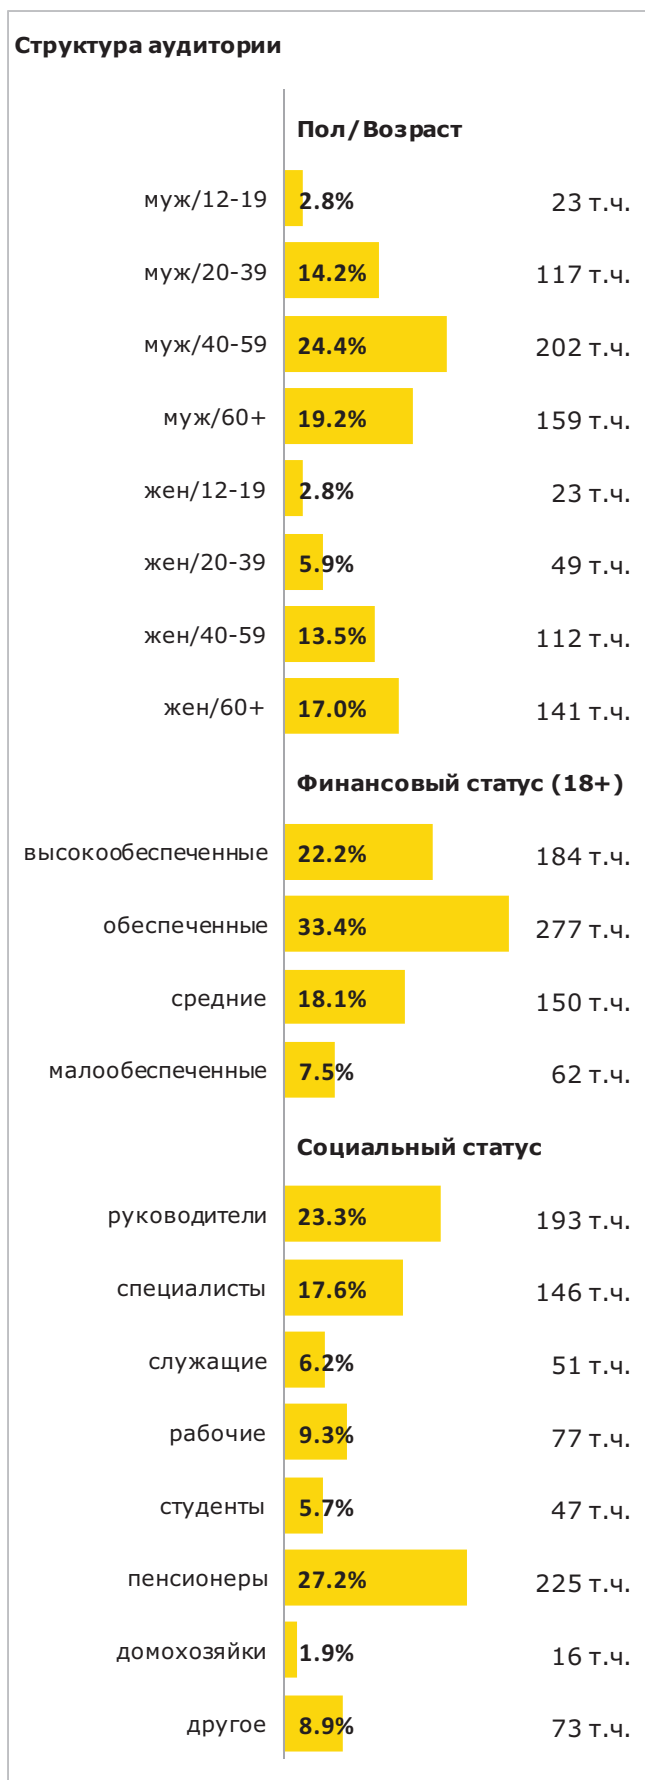 Структура аудитории
Пол/Возраст
муж/12-19 2.8% 23 т.ч.
муж/20-39 14.2% 117 т.ч.
муж/40-59 24.4% 202 т.ч.
муж/60+ 19.2% 159 т.ч.
жен/12-19 2.8% 23 т.ч.
жен/20-39 5.9% 49 т.ч.
жен/40-59 13.5% 112 т.ч.
жен/60+ 17.0% 141 т.ч.
Финансовый статус (18+)
высокообеспеченные 22.2% 184 т.ч.
обеспеченные 33.4% 277 т.ч.
средние 18.1% 150 т.ч.
малообеспеченные 7.5% 62 т.ч.
Социальный статус
руководители 23.3% 193 т.ч.
специалисты 17.6% 146 т.ч.
служащие 6.2% 51 т.ч.
рабочие 9.3% 77 т.ч.
студенты 5.7% 47 т.ч.
пенсионеры 27.2% 225 т.ч.
домохозяйки 1.9% 16 т.ч.
другое 8.9% 73 т.ч.